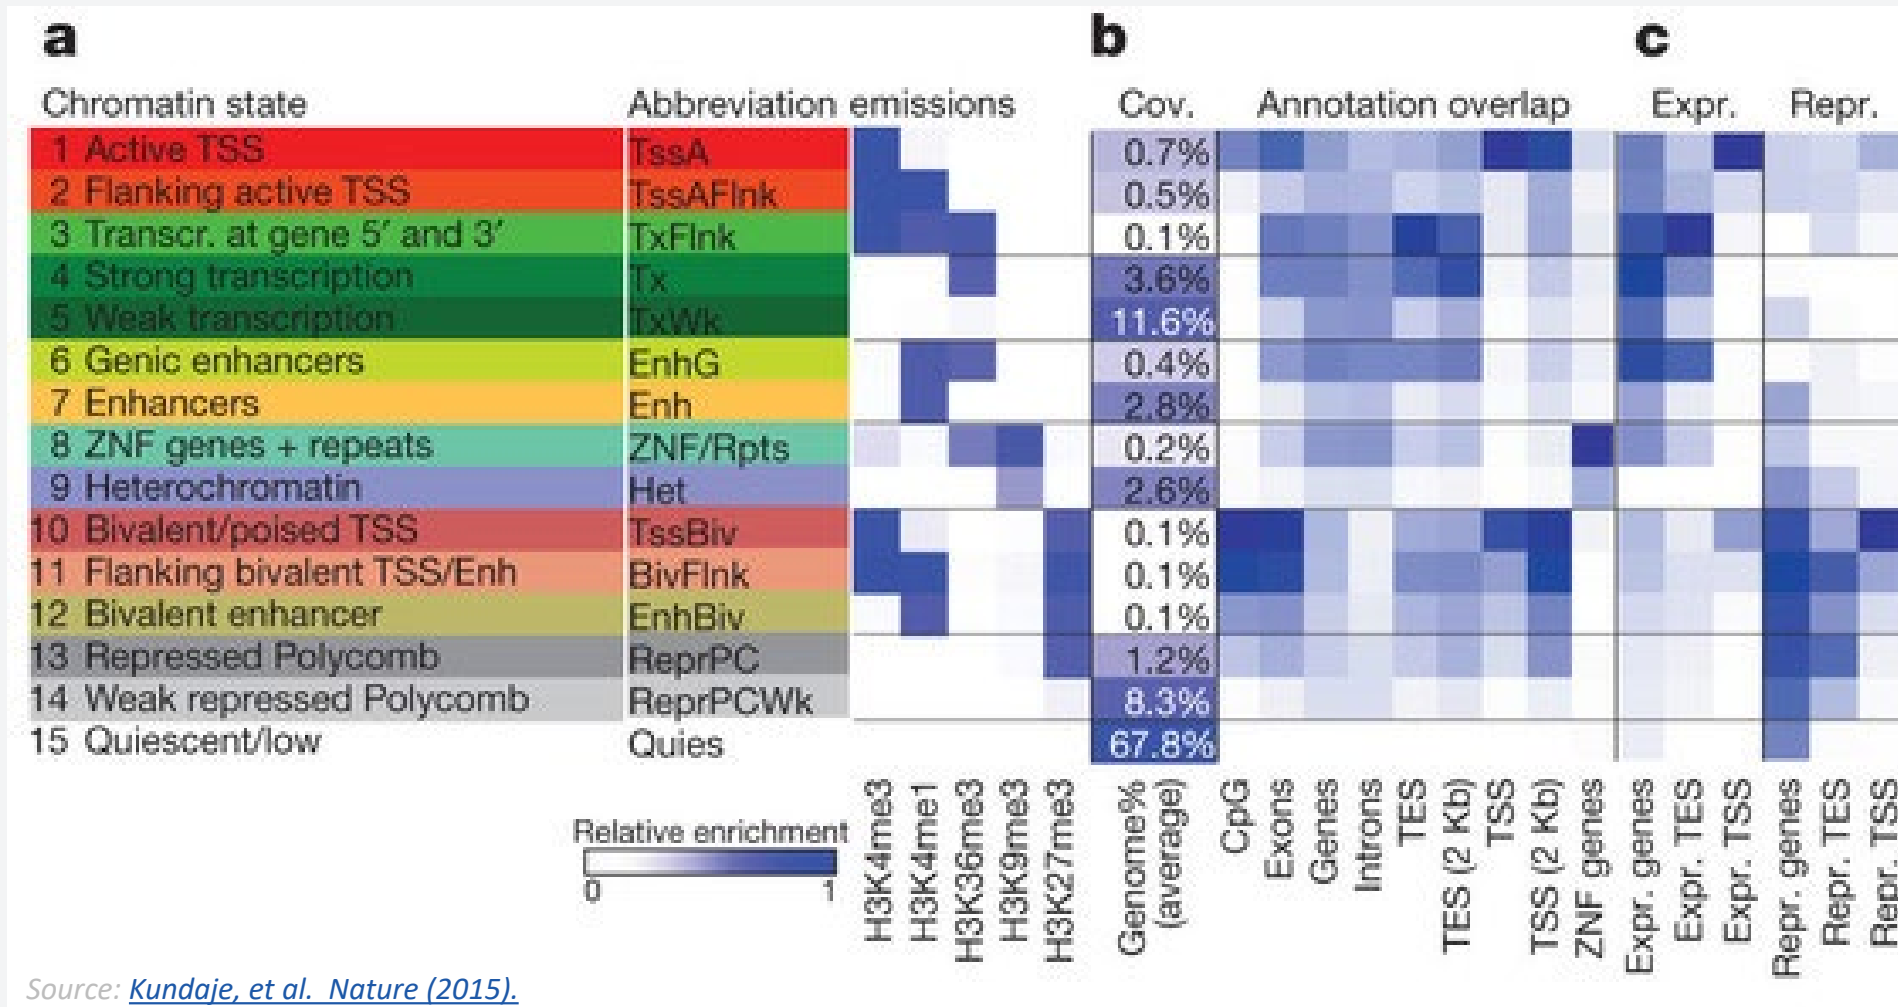 a
b
c
Chromatin state
Abbreviation emissions
Cov.
Annotation overlap
Expr.
Repr.
1 Active TSS TssA 0.7%
2 Flanking active TSS TssAFlnk 0.5%
3 Transcr. at gene 5′ and 3′ TxFlnk 0.1%
4 Strong transcription Tx 3.6%
5 Weak transcription TxWk 11.6%
6 Genic enhancers EnhG 0.4%
7 Enhancers Enh 2.8%
8 ZNF genes + repeats ZNF/Rpts 0.2%
9 Heterochromatin Het 2.6%
10 Bivalent/poised TSS TssBiv 0.1%
11 Flanking bivalent TSS/Enh BivFlnk 0.1%
12 Bivalent enhancer EnhBiv 0.1%
13 Repressed Polycomb ReprPC 1.2%
14 Weak repressed Polycomb ReprPCWk 8.3%
15 Quiescent/low Quies 67.8%
Relative enrichment
0
1
H3K4me3
H3K4me1
H3K36me3
H3K9me3
H3K27me3
Genome%
(average)
CpG
Exons
Genes
Introns
TES
TES (2 Kb)
TSS
TSS (2 Kb)
ZNF genes
Expr. genes
Expr. TES
Expr. TSS
Repr. genes
Repr. TES
Repr. TSS
Source: Kundaje, et al. Nature (2015).